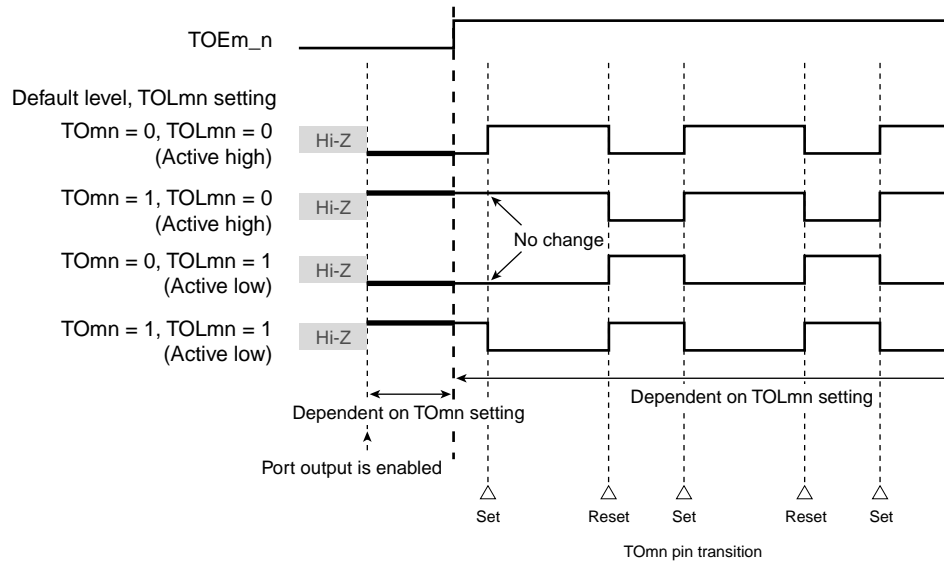 TOEm_n
Default level, TOLmn setting
TOmn = 0, TOLmn = 0
(Active high)
Hi-Z
TOmn = 1, TOLmn = 0
(Active high)
Hi-Z
No change
TOmn = 0, TOLmn = 1
(Active low)
Hi-Z
TOmn = 1, TOLmn = 1
(Active low)
Hi-Z
Dependent on TOmn setting
Dependent on TOLmn setting
Port output is enabled
Set
Reset
Set
Reset
Set
TOmn pin transition